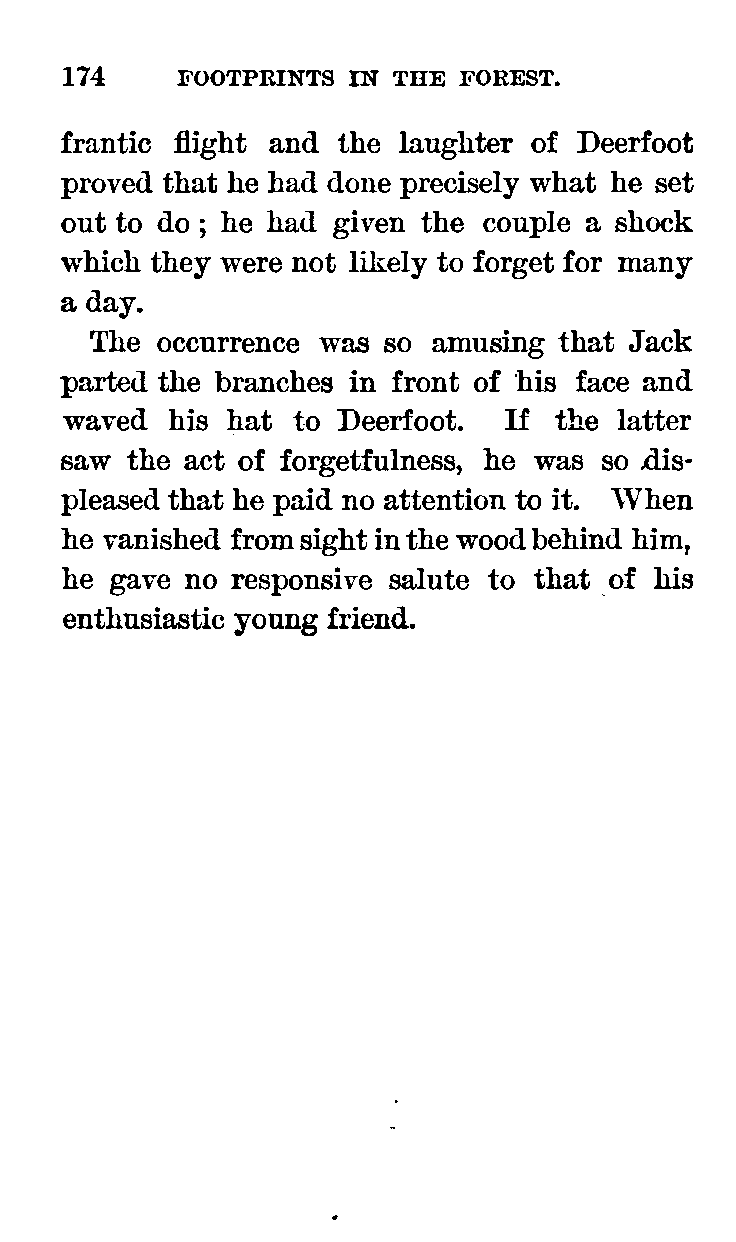 174 FOOTPRINTS IN THE FOREST.
frantic flight and the laughter of Deerfoot
proved that he had done precisely what he set
out to do ; he had given the couple a shock
which they were not likely to forget for many
a day.
The occurrence was so amusing that Jack
parted the branches in front of his face and
waved his hat to Deerfoot. If the latter
saw the act of forgetfulness, he was so dis-
pleased that he paid no attention to it. When
he vanished from sight in the wood behind him,
he gave no responsive salute to that of his
enthusiastic young friend.